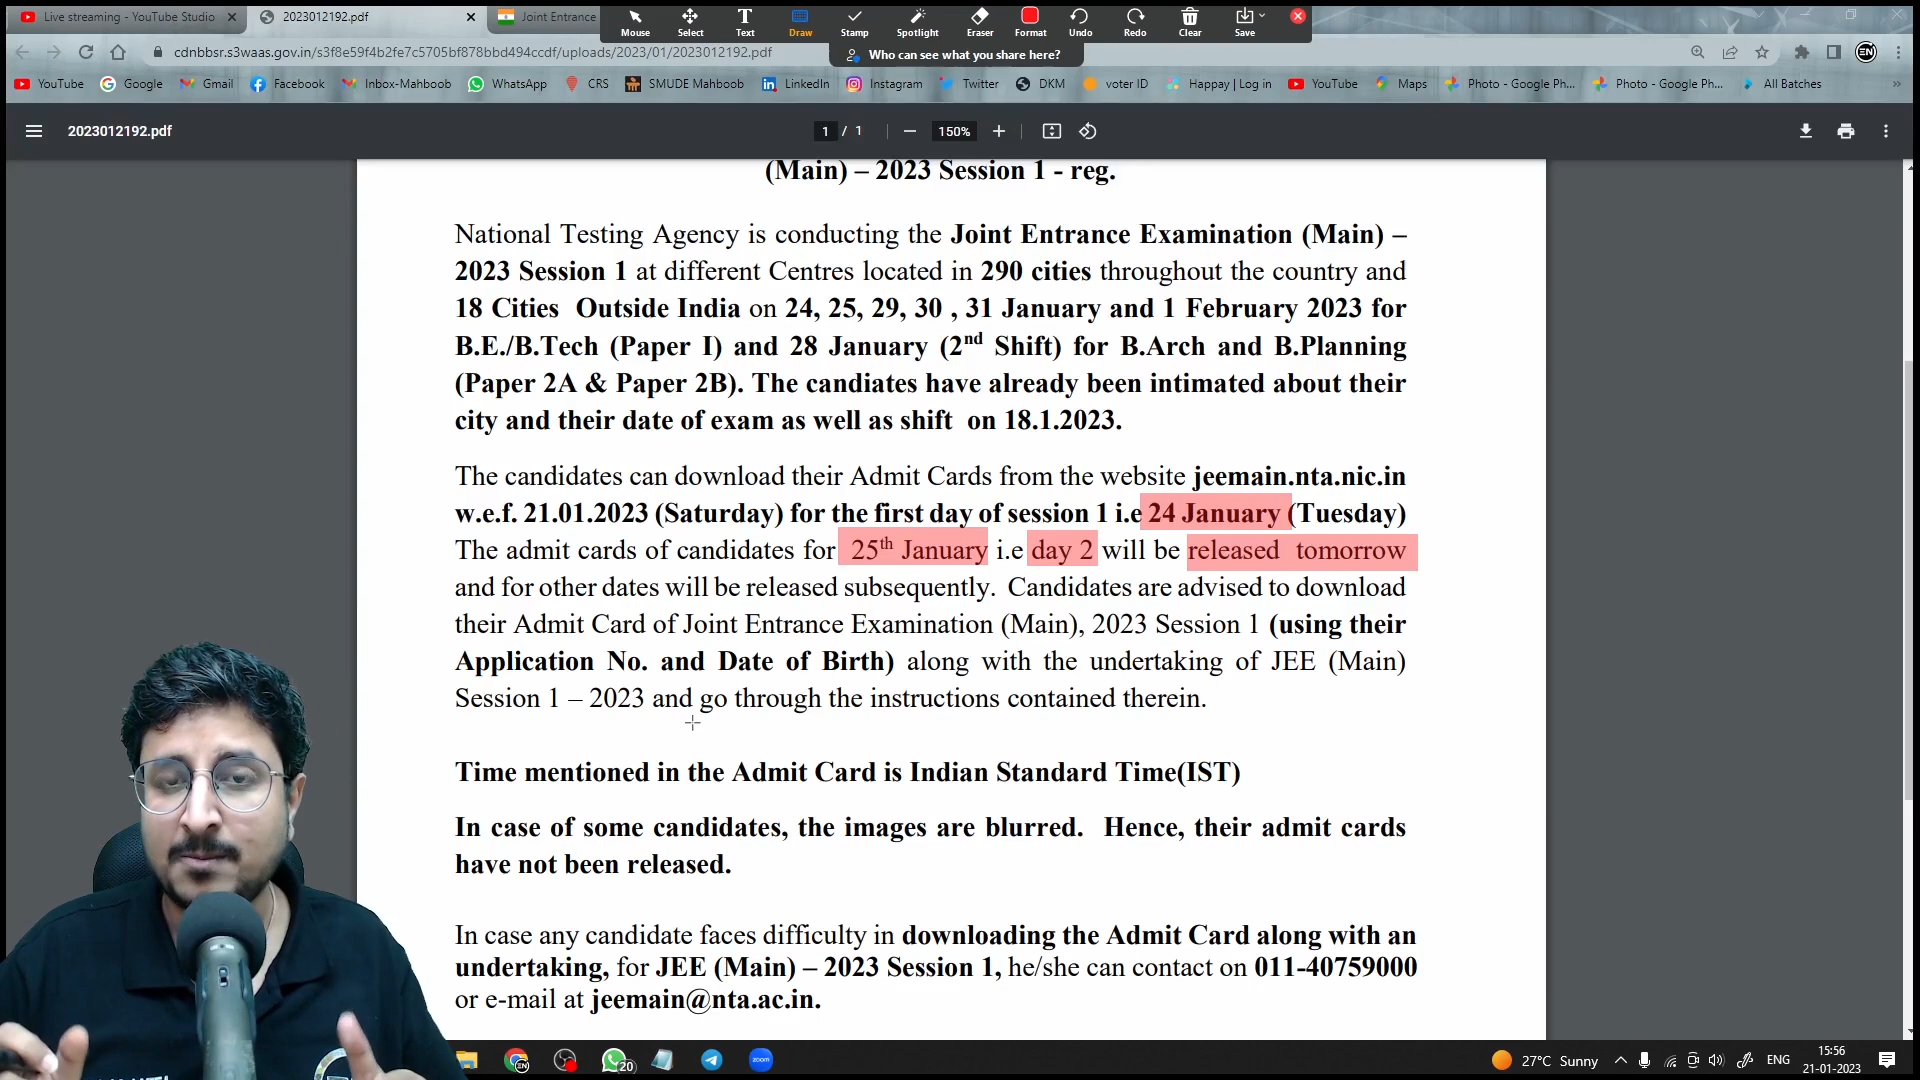 Live streaming - YouTube Studio
2023012192.pdf
Joint Entrance
Mouse
Select
Text
Draw
Stamp
Spotlight
Eraser
Format
Undo
Redo
Clear
Save
cdnbbsr.s3waas.gov.in/s3f8e59f4b2fe7c5705bf878bbd494ccdf/uploads/2023/01/2023012192.pdf
Who can see what you share here?
YouTube
Google
Gmail
Facebook
Inbox-Mahboob
WhatsApp
CRS
SMUDE Mahboob
LinkedIn
Instagram
Twitter
DKM
voter ID
Happay | Log in
YouTube
Maps
Photo - Google Ph...
Photo - Google Ph...
All Batches
»
2023012192.pdf
1 / 1
150%
(Main) – 2023 Session 1 - reg.
National Testing Agency is conducting the Joint Entrance Examination (Main) –
2023 Session 1 at different Centres located in 290 cities throughout the country and
18 Cities Outside India on 24, 25, 29, 30 , 31 January and 1 February 2023 for
B.E./B.Tech (Paper I) and 28 January (2nd Shift) for B.Arch and B.Planning
(Paper 2A & Paper 2B). The candiates have already been intimated about their
city and their date of exam as well as shift on 18.1.2023.
The candidates can download their Admit Cards from the website jeemain.nta.nic.in
w.e.f. 21.01.2023 (Saturday) for the first day of session 1 i.e 24 January (Tuesday)
The admit cards of candidates for 25th January i.e day 2 will be released tomorrow
and for other dates will be released subsequently. Candidates are advised to download
their Admit Card of Joint Entrance Examination (Main), 2023 Session 1 (using their
Application No. and Date of Birth) along with the undertaking of JEE (Main)
Session 1 – 2023 and go through the instructions contained therein.
Time mentioned in the Admit Card is Indian Standard Time(IST)
In case of some candidates, the images are blurred. Hence, their admit cards
have not been released.
In case any candidate faces difficulty in downloading the Admit Card along with an
undertaking, for JEE (Main) – 2023 Session 1, he/she can contact on 011-40759000
or e-mail at jeemain@nta.ac.in.
20
zoom
27°C Sunny
ENG
15:56
21-01-2023